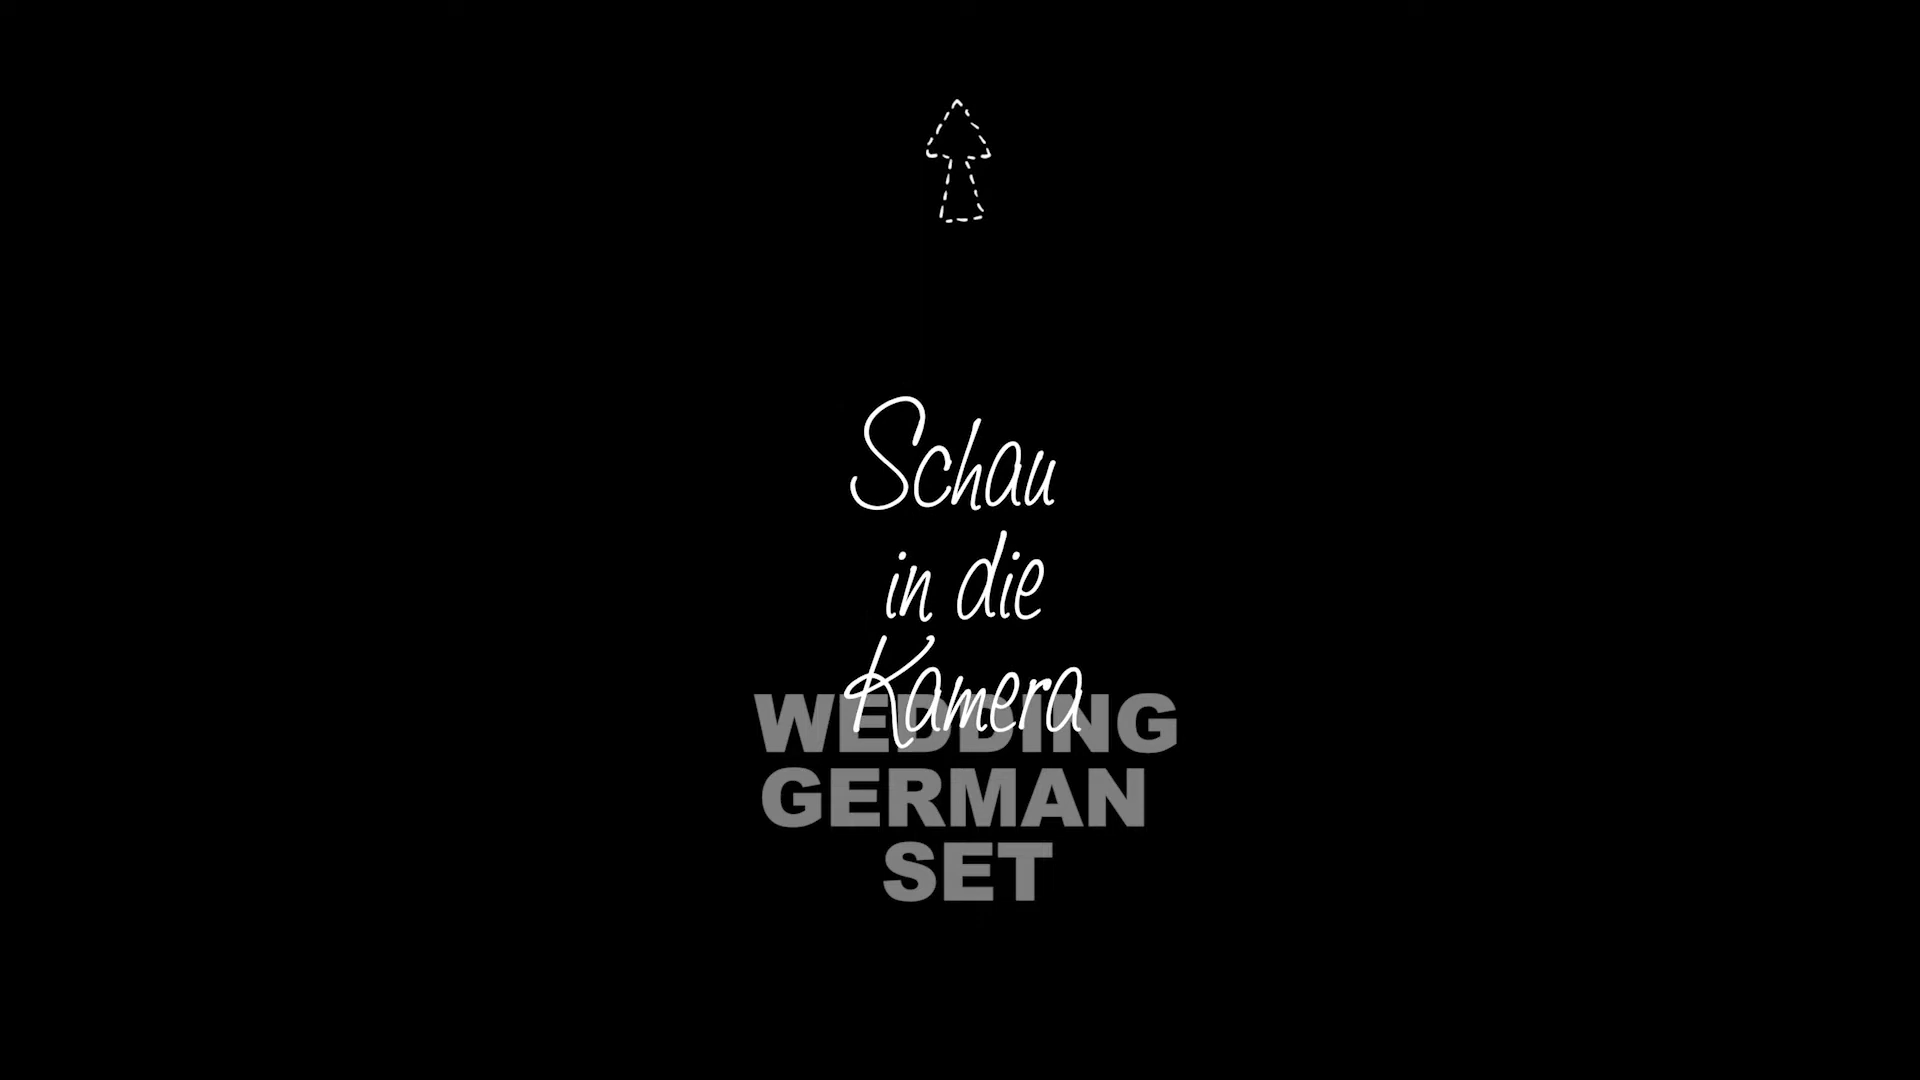 Schau
in die
Kamera
WEDDING
GERMAN
SET